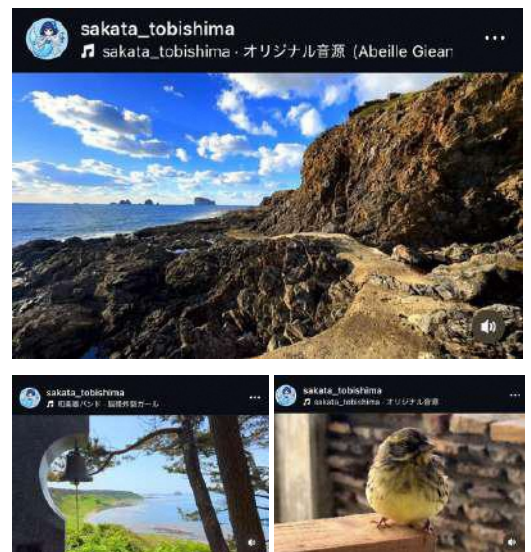 sakata_tobishima
sakata_tobishima · オリジナル音源 (Abeille Giean
sakata_tobishima
sakata_tobishima
sakata_tobishima · オリジナル音源